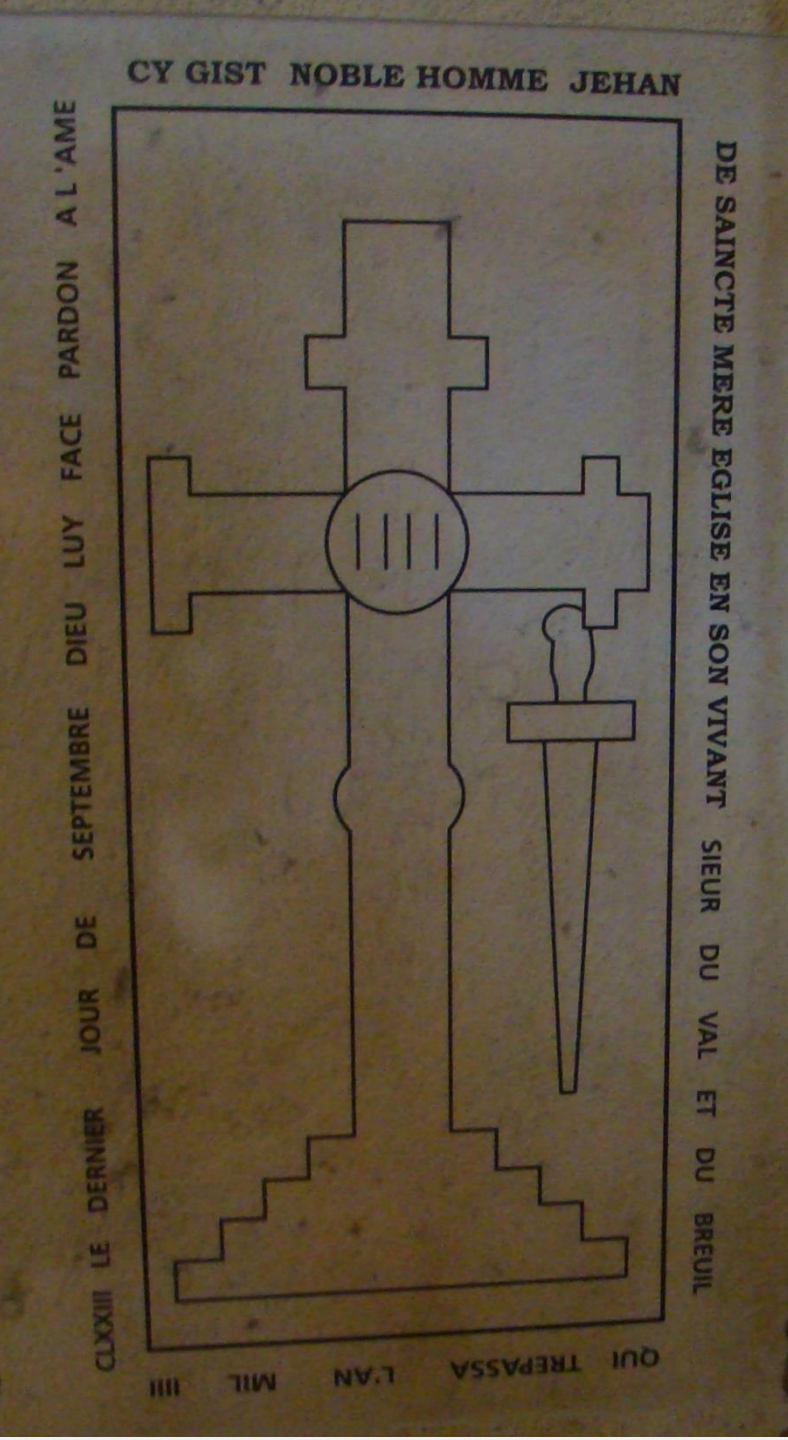 CY GIST NOBLE HOMME JEHAN
DE SAINCTE MERE EGLISE EN SON VIVANT SIEUR DU VAL ET DU BREUIL
QUI TREPASSA L'AN MIL IIII
CLXXIII LE DERNIER JOUR DE SEPTEMBRE DIEU LUY FACE PARDON A L'AME